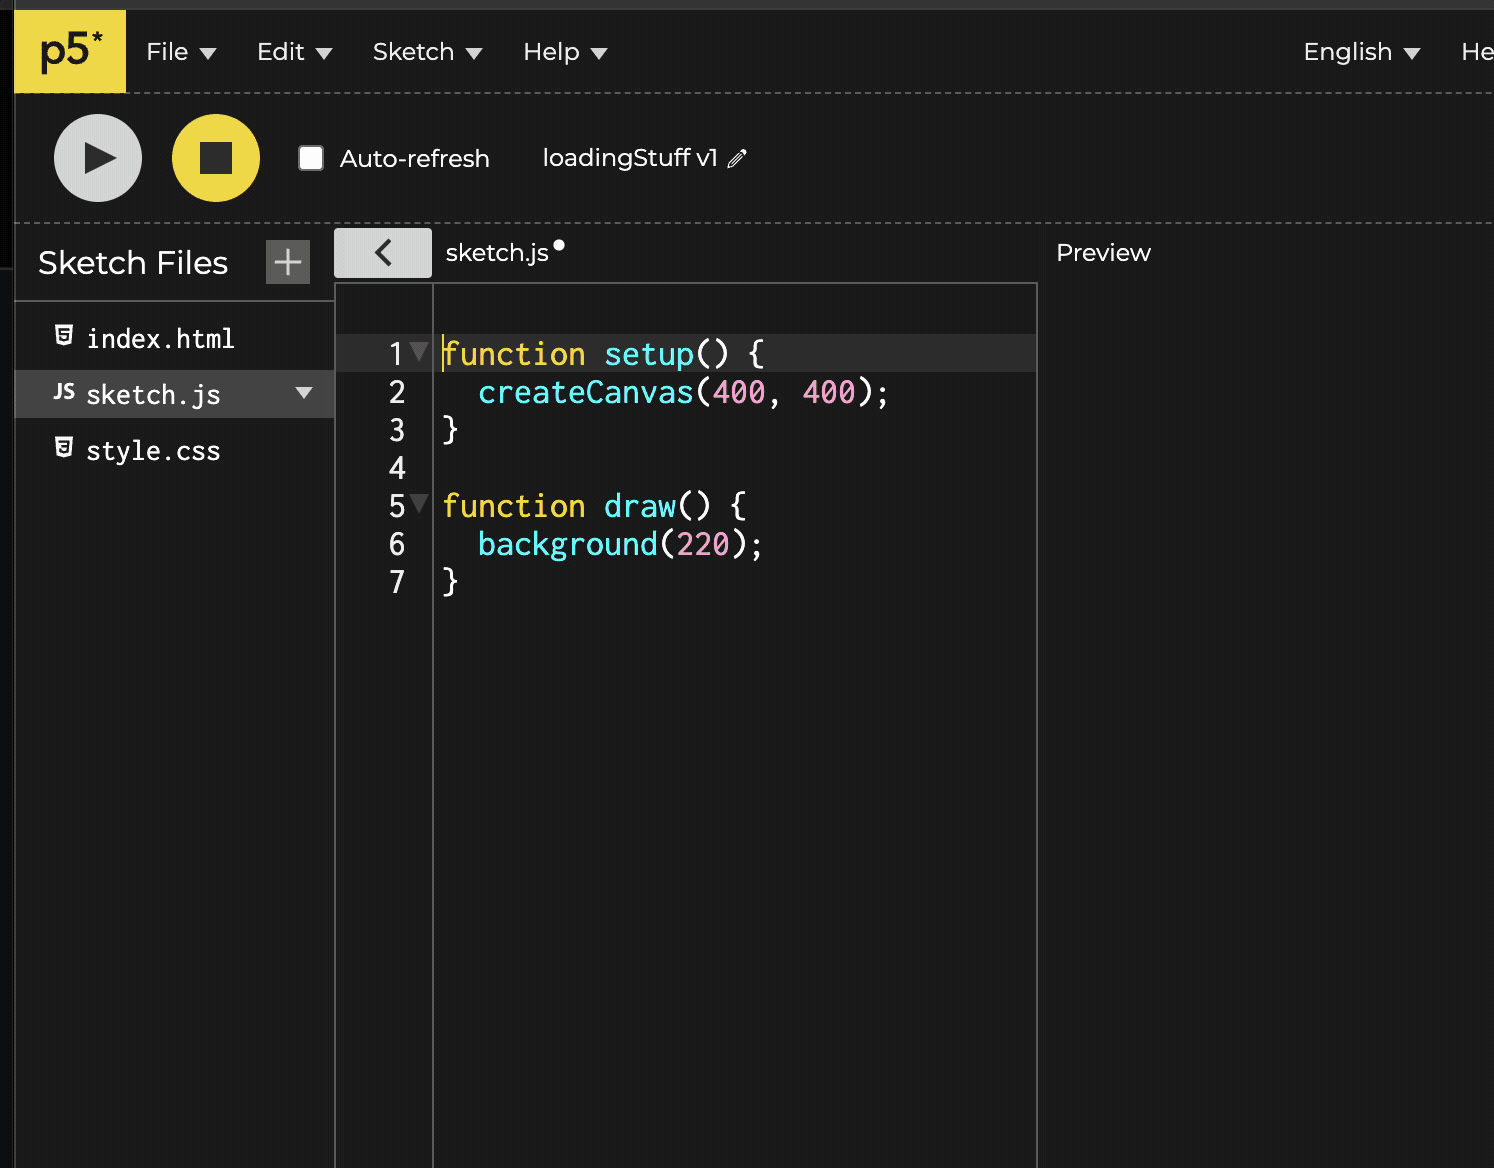 p5*
File Edit Sketch Help English He
Auto-refresh loadingStuff v1
Sketch Files
sketch.js
Preview
index.html
JS sketch.js
style.css
1 function setup() {
2   createCanvas(400, 400);
3 }
4
5 function draw() {
6   background(220);
7 }